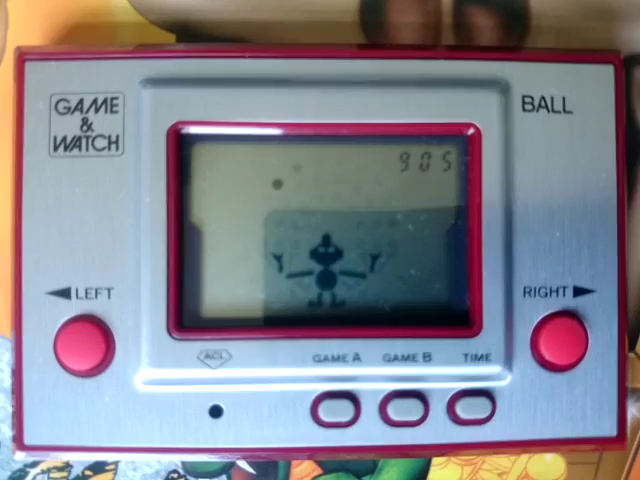 GAME
&
WATCH
BALL
905
◀LEFT
RIGHT▶
ACL
GAME A
GAME B
TIME